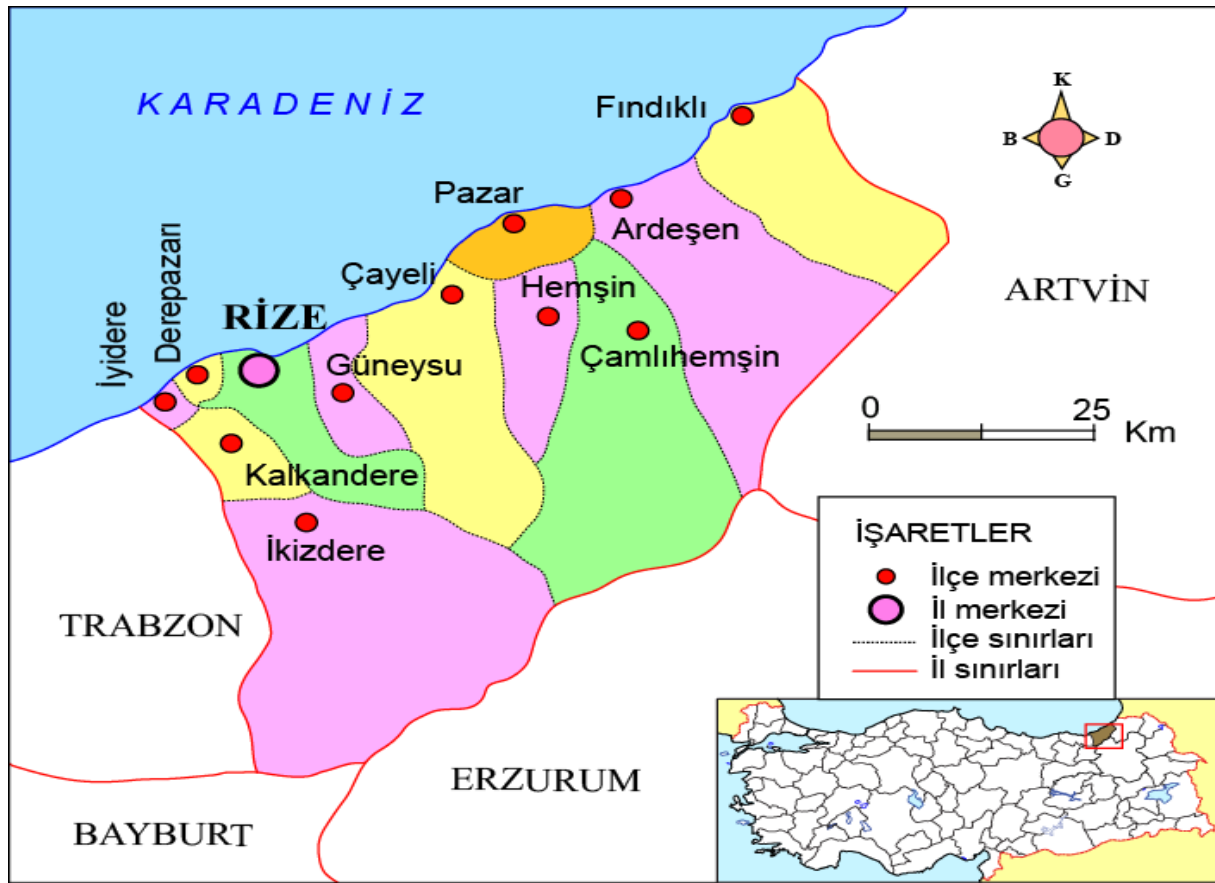 KARADENİZ
Fındıklı
K
B
D
G
Pazar
Ardeşen
Derepazarı
Çayeli
Hemşin
ARTVİN
RİZE
İyidere
Güneysu
Çamlıhemşin
0
25
Km
Kalkandere
İkizdere
İŞARETLER
İlçe merkezi
İl merkezi
İlçe sınırları
İl sınırları
TRABZON
ERZURUM
BAYBURT